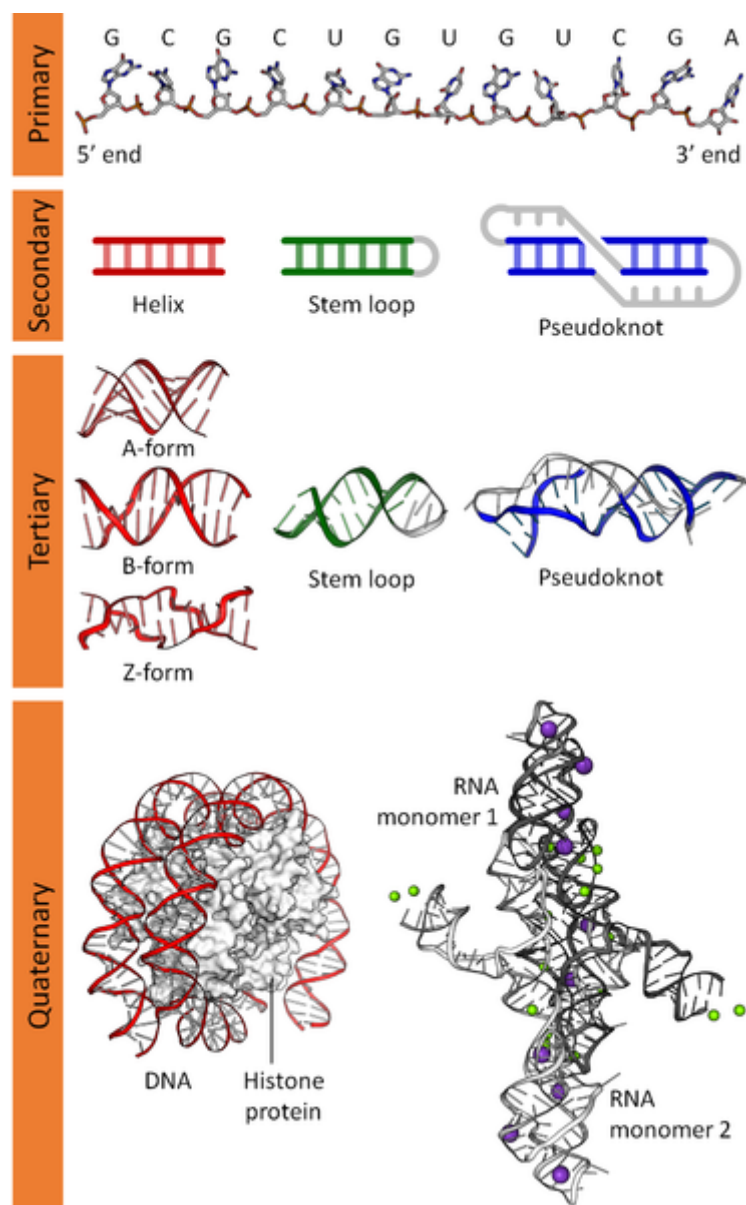 Primary
G C G C U G U G U C G A
5’ end 3’ end
Secondary
Helix
Stem loop
Pseudoknot
Tertiary
A-form
B-form
Z-form
Stem loop
Pseudoknot
Quaternary
DNA
Histone
protein
RNA
monomer 1
RNA
monomer 2